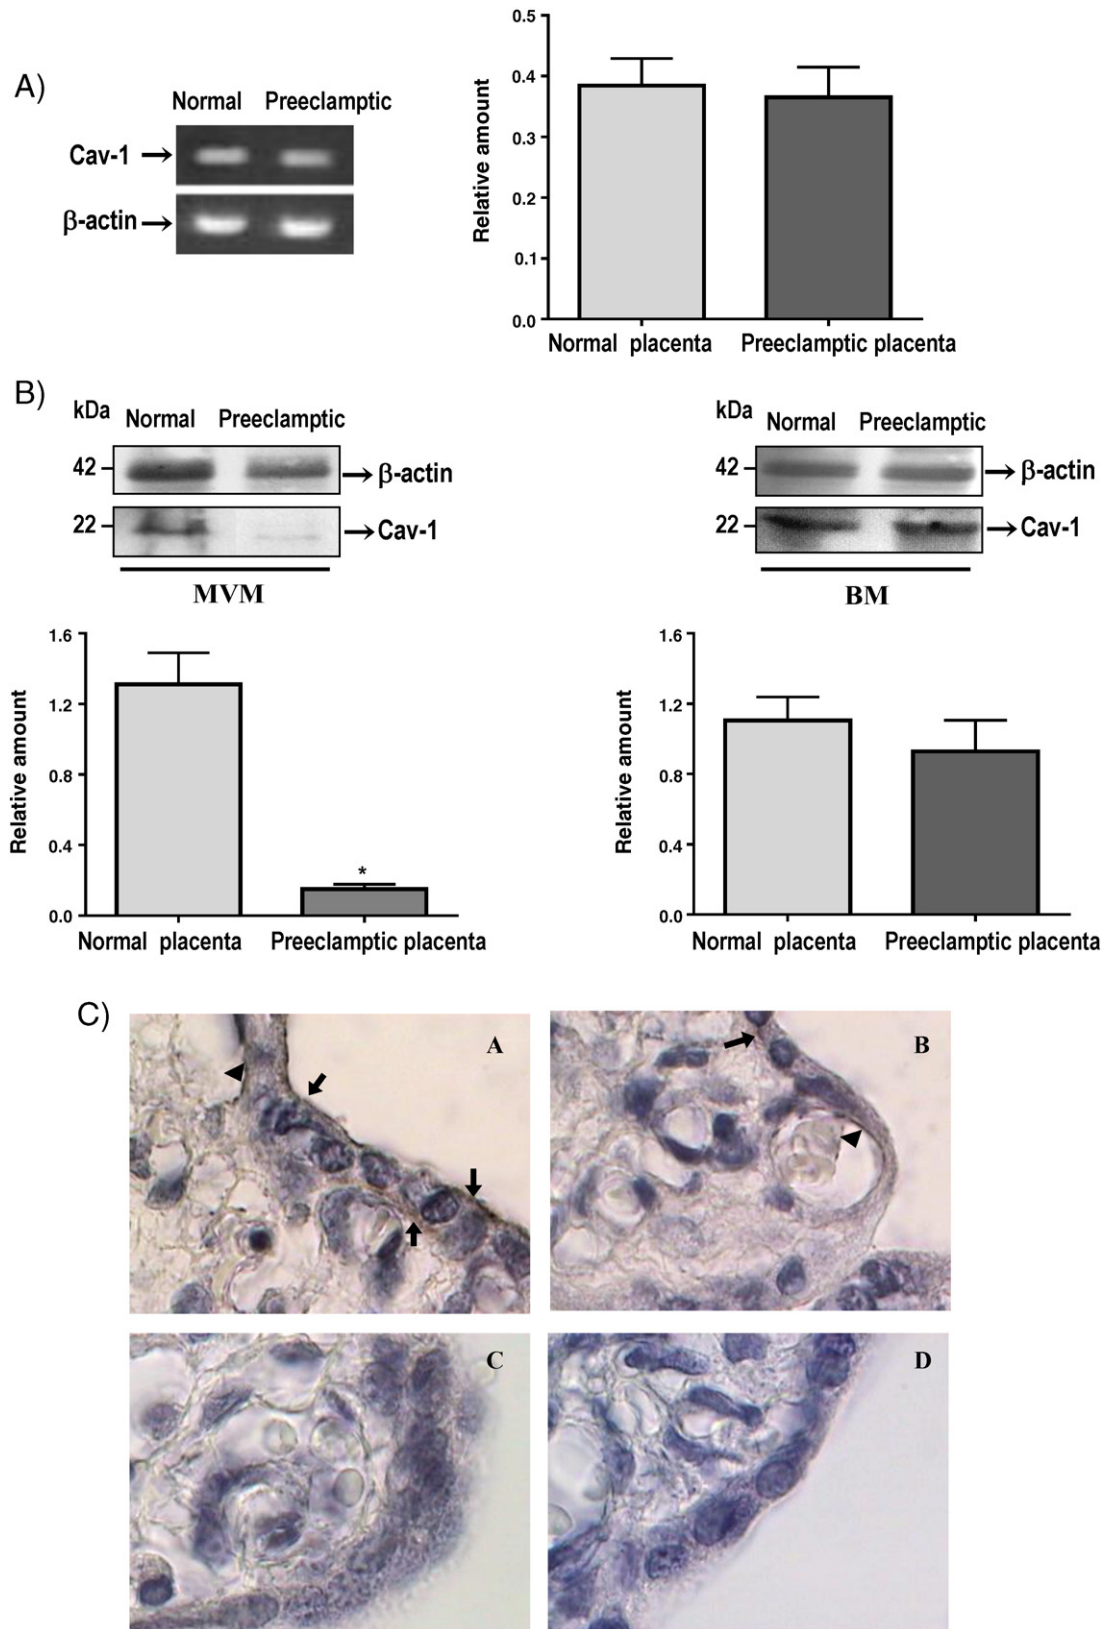 A)
Normal Preeclamptic
Cav-1
β-actin
Relative amount
0.5
0.4
0.3
0.2
0.1
0.0
Normal placenta Preeclamptic placenta
B)
kDa Normal Preeclamptic
42 β-actin
22 Cav-1
MVM
kDa Normal Preeclamptic
42 β-actin
22 Cav-1
BM
Relative amount
1.6
1.2
0.8
0.4
0.0
*
Normal placenta Preeclamptic placenta
Relative amount
1.6
1.2
0.8
0.4
0.0
Normal placenta Preeclamptic placenta
C)
A
B
C
D